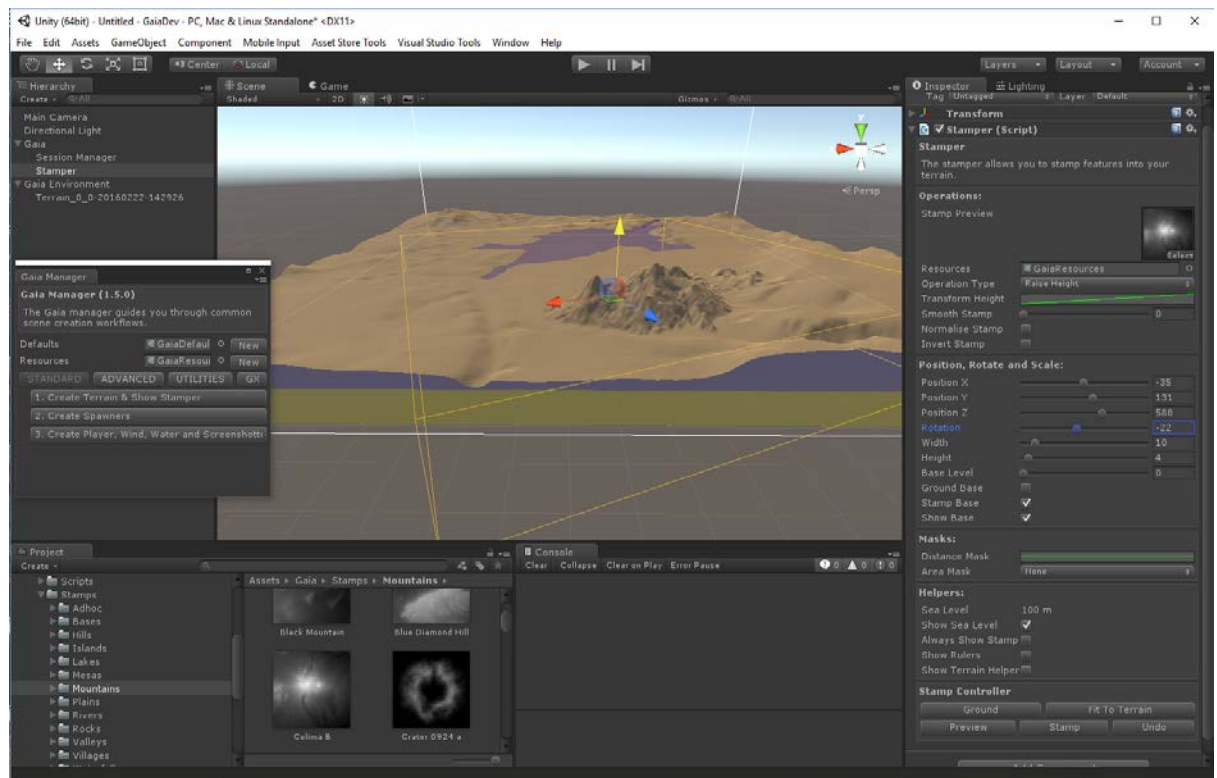 Unity (64bit) - Untitled - GaiaDev - PC, Mac & Linux Standalone* <DX11>
File Edit Assets GameObject Component Mobile Input Asset Store Tools Visual Studio Tools Window Help
Center Local
Layers Layout Account
Hierarchy
Create All
Main Camera
Directional Light
Gaia
Session Manager
Stamper
Gaia Environment
Terrain_0_0-20160222-142926
Scene Game
Shaded 2D Gizmos All
y
Persp
Gaia Manager
Gaia Manager (1.5.0)
The Gaia manager guides you through common
scene creation workflows.
Defaults GaiaDefaul New
Resources GaiaResour New
STANDARD ADVANCED UTILITIES GX
1. Create Terrain & Show Stamper
2. Create Spawners
3. Create Player, Wind, Water and Screenshotte
Project
Create
Scripts
Stamps
Adhoc
Bases
Hills
Islands
Lakes
Mesas
Mountains
Plains
Rivers
Rocks
Valleys
Villages
Assets Gaia Stamps Mountains
Black Mountain Blue Diamond Hill
Colima B Crater 0924 a
Console
Clear Collapse Clear on Play Error Pause 0 0 0
Inspector Lighting
Tag Untagged Layer Default
Transform
Stamper (Script)
Stamper
The stamper allows you to stamp features into your
terrain.
Operations:
Stamp Preview
Select
Resources GaiaResources
Operation Type Raise Height
Transform Height
Smooth Stamp 0
Normalise Stamp
Invert Stamp
Position, Rotate and Scale:
Position X -35
Position Y 131
Position Z 588
Rotation -22
Width 10
Height 4
Base Level 0
Ground Base
Stamp Base
Show Base
Masks:
Distance Mask
Area Mask None
Helpers:
Sea Level 100 m
Show Sea Level
Always Show Stamp
Show Rulers
Show Terrain Helper
Stamp Controller
Ground Fit To Terrain
Preview Stamp Undo